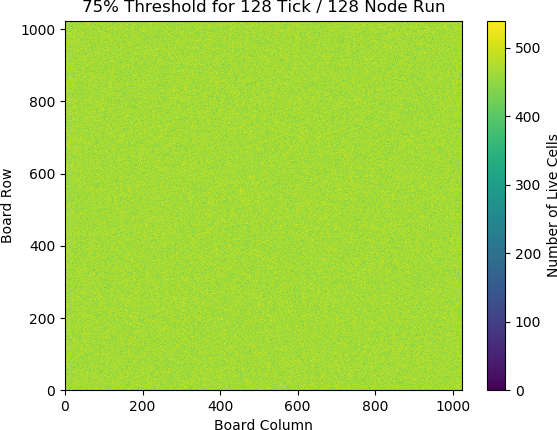 75% Threshold for 128 Tick / 128 Node Run
1000
800
600
400
200
0
Board Row
0 200 400 600 800 1000
Board Column
500
400
300
200
100
0
Number of Live Cells